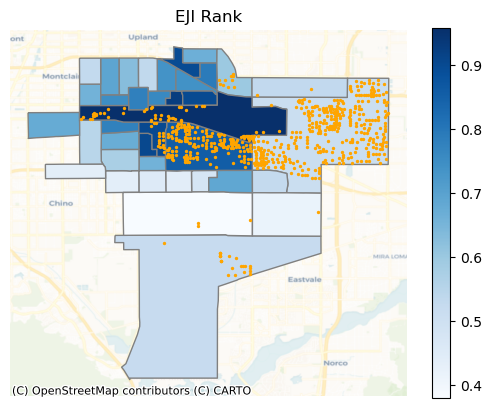 EJI Rank
Upland
ont
Montclair
Chino
MIRA LOMA
Eastvale
Norco
0.9
0.8
0.7
0.6
0.5
0.4
(C) OpenStreetMap contributors (C) CARTO